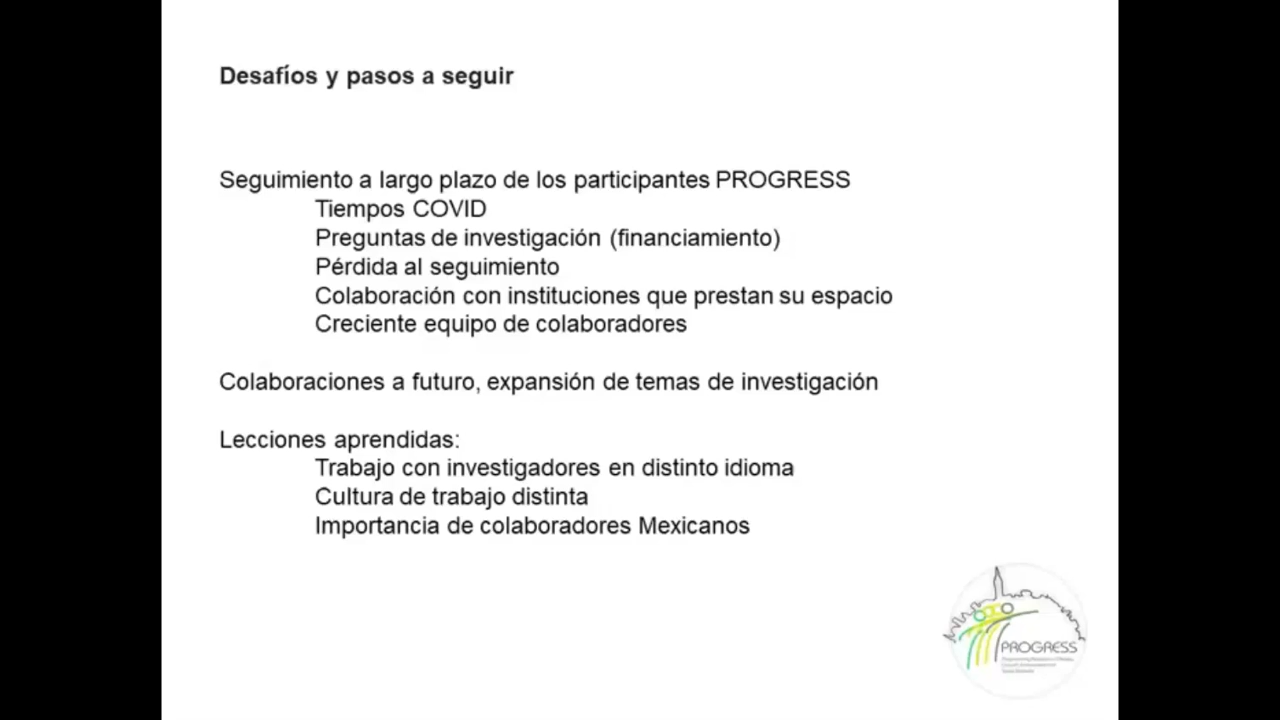 Desafíos y pasos a seguir
Seguimiento a largo plazo de los participantes PROGRESS
Tiempos COVID
Preguntas de investigación (financiamiento)
Pérdida al seguimiento
Colaboración con instituciones que prestan su espacio
Creciente equipo de colaboradores
Colaboraciones a futuro, expansión de temas de investigación
Lecciones aprendidas:
Trabajo con investigadores en distinto idioma
Cultura de trabajo distinta
Importancia de colaboradores Mexicanos
PROGRESS